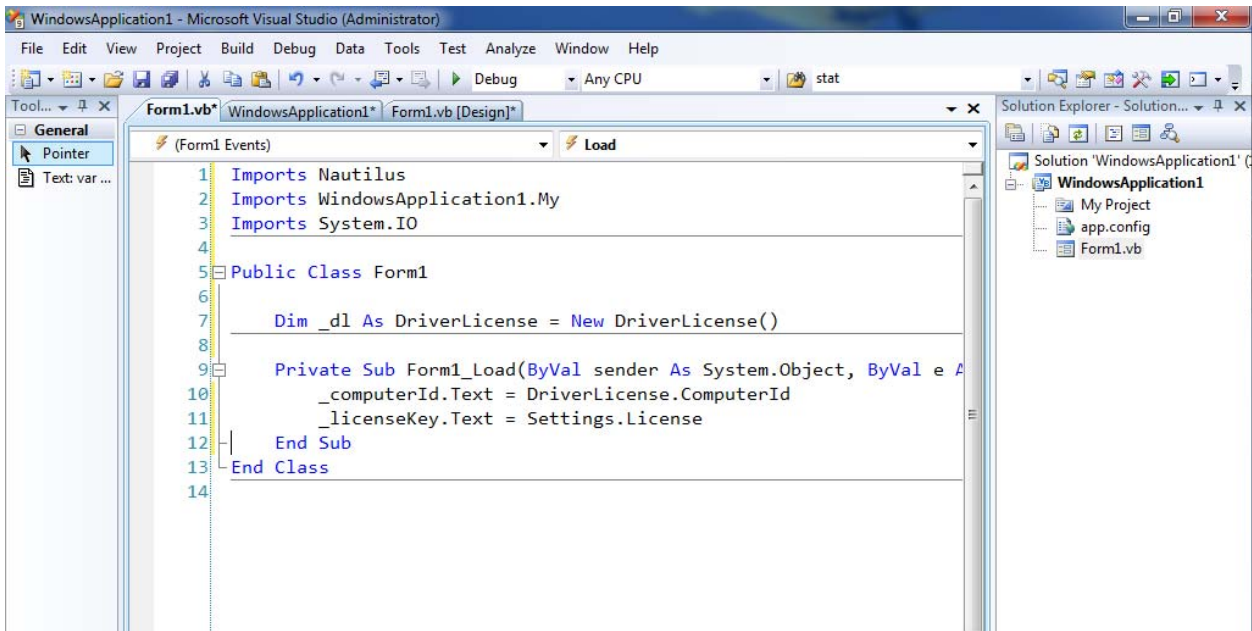 WindowsApplication1 - Microsoft Visual Studio (Administrator)
File Edit View Project Build Debug Data Tools Test Analyze Window Help
Debug Any CPU stat
Tool...
General
Pointer
Text: var ...
Form1.vb* WindowsApplication1* Form1.vb [Design]*
(Form1 Events) Load
1 Imports Nautilus
2 Imports WindowsApplication1.My
3 Imports System.IO
4
5 Public Class Form1
6
7 Dim _dl As DriverLicense = New DriverLicense()
8
9 Private Sub Form1_Load(ByVal sender As System.Object, ByVal e A
10 _computerId.Text = DriverLicense.ComputerId
11 _licenseKey.Text = Settings.License
12 End Sub
13 End Class
14
Solution Explorer - Solution...
Solution 'WindowsApplication1' (
WindowsApplication1
My Project
app.config
Form1.vb